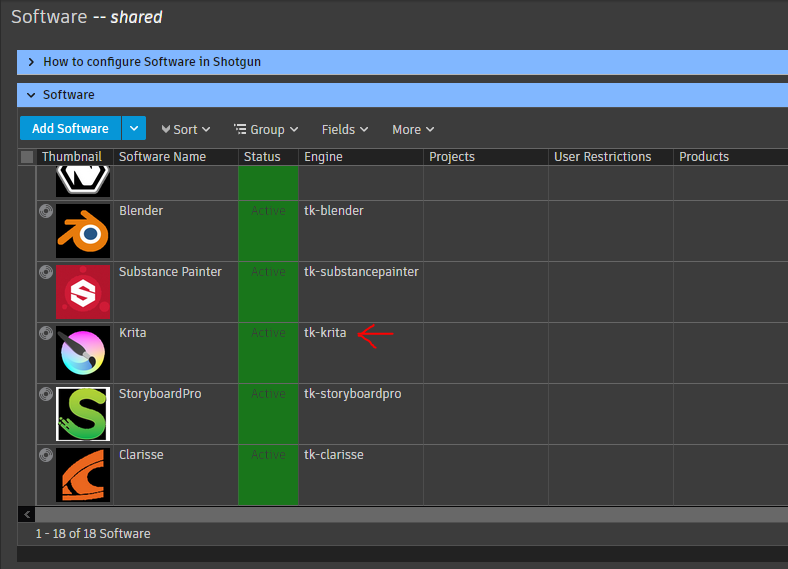 Software -- shared
How to configure Software in Shotgun
Software
Add Software Sort Group Fields More
Thumbnail Software Name Status Engine Projects User Restrictions Products
Blender Active tk-blender
Substance Painter Active tk-substancepainter
Krita Active tk-krita
StoryboardPro Active tk-storyboardpro
Clarisse Active tk-clarisse
1 - 18 of 18 Software